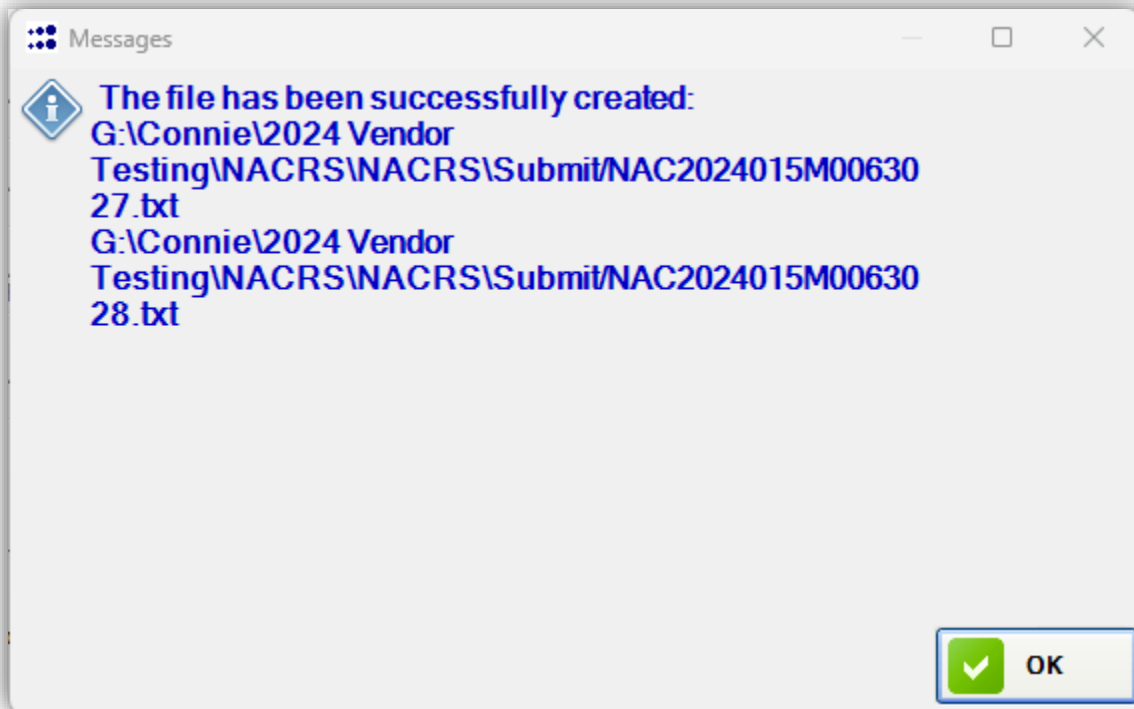 Messages
The file has been successfully created:
G:\Connie\2024 Vendor
Testing\NACRS\NACRS\Submit/NAC2024015M00630
27.txt
G:\Connie\2024 Vendor
Testing\NACRS\NACRS\Submit/NAC2024015M00630
28.txt
OK